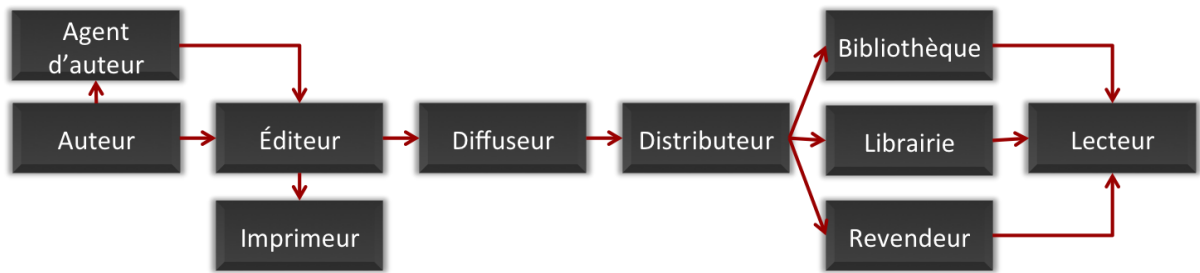 Agent
d’auteur
Auteur
Éditeur
Imprimeur
Diffuseur
Distributeur
Bibliothèque
Librairie
Revendeur
Lecteur